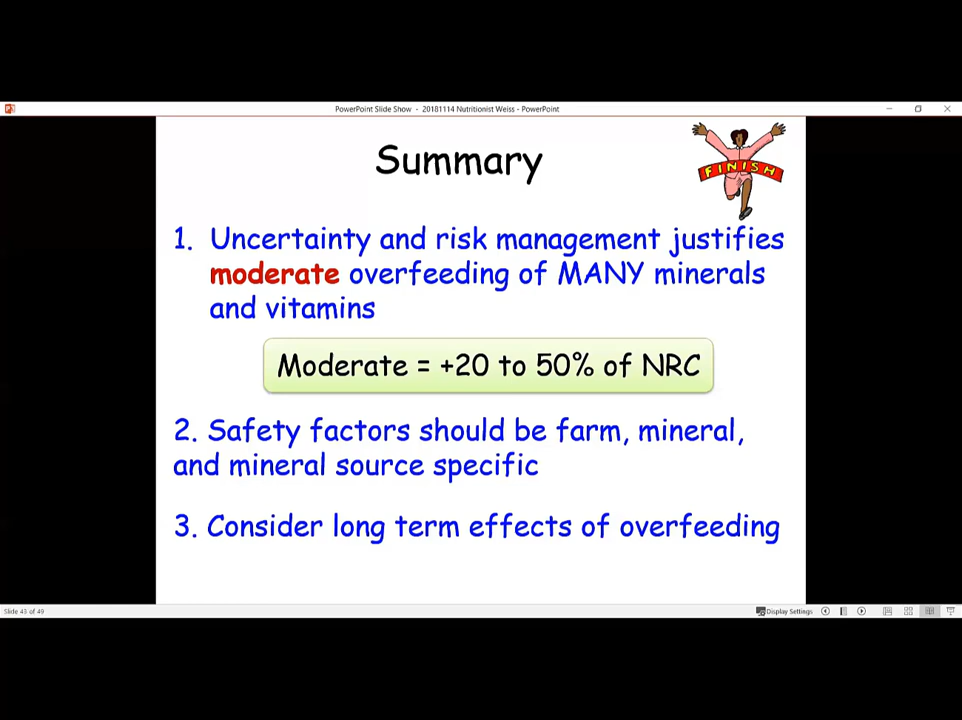 PowerPoint Slide Show - 20181114 Nutritionist Weiss - PowerPoint
Summary
FINISH
1. Uncertainty and risk management justifies
moderate overfeeding of MANY minerals
and vitamins
Moderate = +20 to 50% of NRC
2. Safety factors should be farm, mineral,
and mineral source specific
3. Consider long term effects of overfeeding
Slide 43 of 49
Display Settings